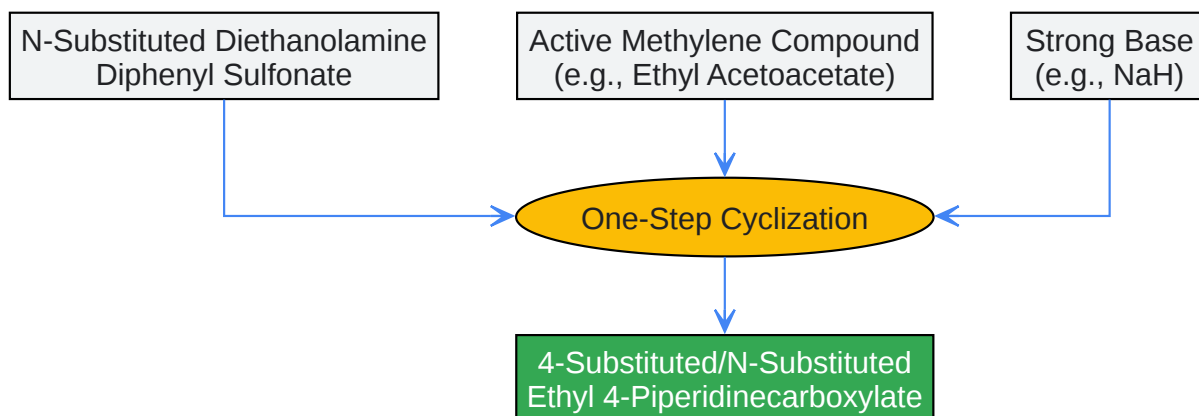 N-Substituted Diethanolamine
Diphenyl Sulfonate
Active Methylene Compound
(e.g., Ethyl Acetoacetate)
Strong Base
(e.g., NaH)
One-Step Cyclization
4-Substituted/N-Substituted
Ethyl 4-Piperidinecarboxylate